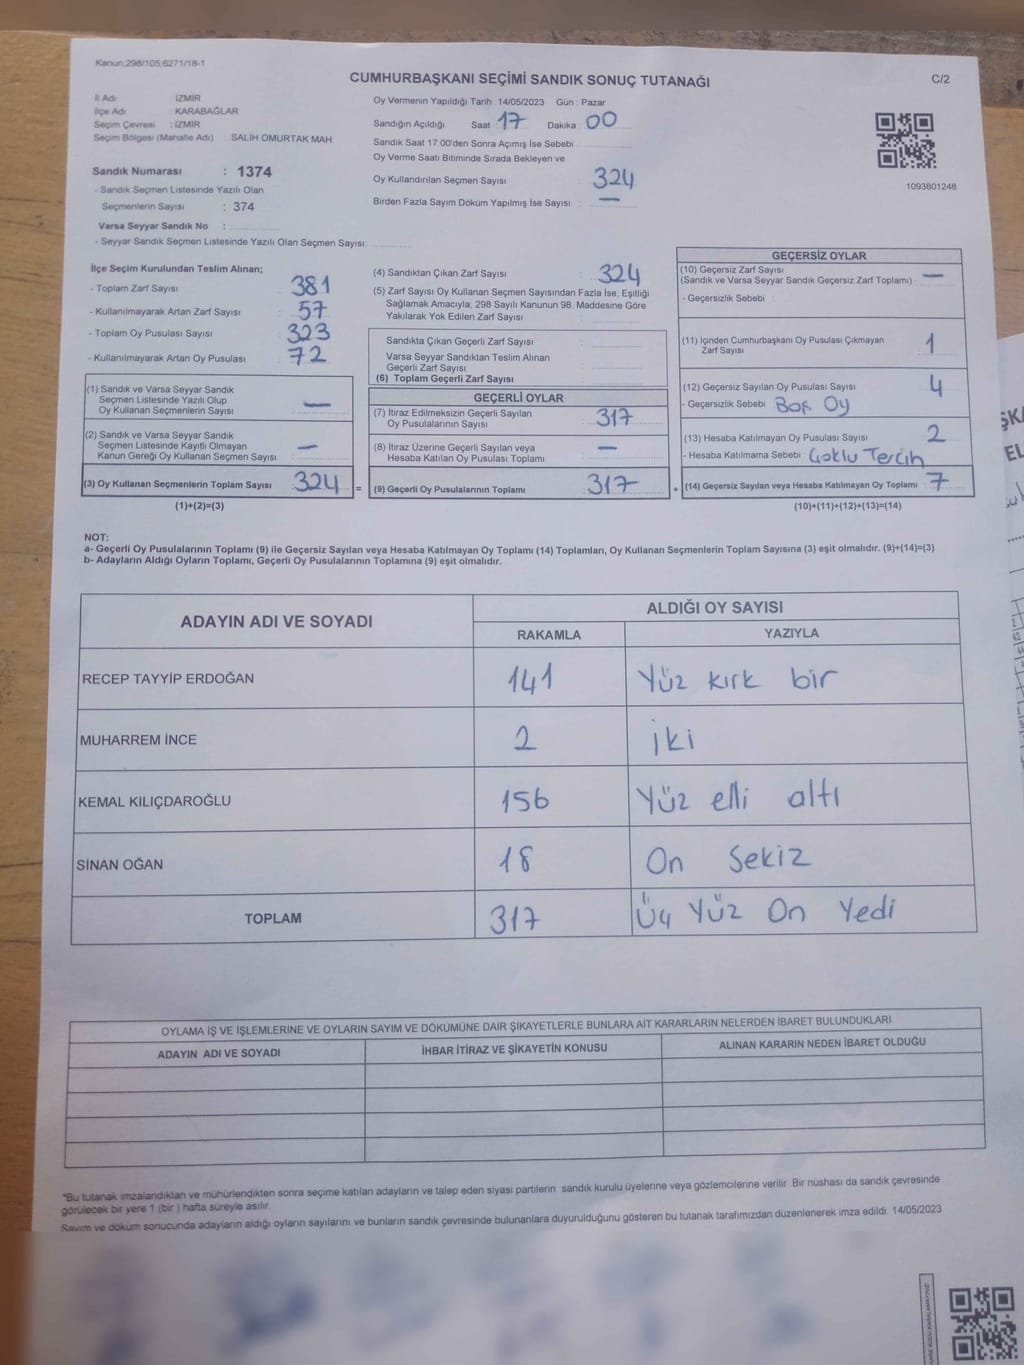 Kanun;298/105,6271/18-1
CUMHURBAŞKANI SEÇİMİ SANDIK SONUÇ TUTANAĞI
C/2
İl Adı : İZMİR
İlçe Adı : KARABAĞLAR
Seçim Çevresi : İZMİR
Seçim Bölgesi (Mahalle Adı) : SALİH OMURTAK MAH.
Sandık Numarası : 1374
- Sandık Seçmen Listesinde Yazılı Olan
Seçmenlerin Sayısı : 374
Varsa Seyyar Sandık No :
- Seyyar Sandık Seçmen Listesinde Yazılı Olan Seçmen Sayısı:
Oy Vermenin Yapıldığı Tarih : 14/05/2023 Gün : Pazar
Sandığın Açıldığı Saat 17 Dakika 00
Sandık Saat 17:00'den Sonra Açımış İse Sebebi
Oy Verme Saati Bitiminde Sırada Bekleyen ve
Oy Kullandırılan Seçmen Sayısı : 324
Birden Fazla Sayım Döküm Yapılmış İse Sayısı : —
1093801248
İlçe Seçim Kurulundan Teslim Alınan;
- Toplam Zarf Sayısı : 381
- Kullanılmayarak Artan Zarf Sayısı : 57
- Toplam Oy Pusulası Sayısı : 323
- Kullanılmayarak Artan Oy Pusulası : 72
(1) Sandık ve Varsa Seyyar Sandık
Seçmen Listesinde Yazılı Olup
Oy Kullanan Seçmenlerin Sayısı : —
(2) Sandık ve Varsa Seyyar Sandık
Seçmen Listesinde Kayıtlı Olmayan
Kanun Gereği Oy Kullanan Seçmen Sayısı : —
(3) Oy Kullanan Seçmenlerin Toplam Sayısı : 324 =
(1)+(2)=(3)
(4) Sandıktan Çıkan Zarf Sayısı : 324
(5) Zarf Sayısı Oy Kullanan Seçmen Sayısından Fazla İse, Eşitliği
Sağlamak Amacıyla; 298 Sayılı Kanunun 98. Maddesine Göre
Yakılarak Yok Edilen Zarf Sayısı :
Sandıkta Çıkan Geçerli Zarf Sayısı :
Varsa Seyyar Sandıktan Teslim Alınan
Geçerli Zarf Sayısı :
(6) Toplam Geçerli Zarf Sayısı :
GEÇERLİ OYLAR
(7) İtiraz Edilmeksizin Geçerli Sayılan
Oy Pusulalarının Sayısı : 317
(8) İtiraz Üzerine Geçerli Sayılan veya
Hesaba Katılan Oy Pusulası Toplamı : —
(9) Geçerli Oy Pusulalarının Toplamı : 317 +
GEÇERSİZ OYLAR
(10) Geçersiz Zarf Sayısı
(Sandık ve Varsa Seyyar Sandık Geçersiz Zarf Toplamı) : —
- Geçersizlik Sebebi :
(11) İçinden Cumhurbaşkanı Oy Pusulası Çıkmayan
Zarf Sayısı : 1
(12) Geçersiz Sayılan Oy Pusulası Sayısı : 4
- Geçersizlik Sebebi : Boş Oy
(13) Hesaba Katılmayan Oy Pusulası Sayısı : 2
- Hesaba Katılmama Sebebi : Çoklu Tercih
(14) Geçersiz Sayılan veya Hesaba Katılmayan Oy Toplamı : 7
(10)+(11)+(12)+(13)=(14)
NOT:
a- Geçerli Oy Pusulalarının Toplamı (9) ile Geçersiz Sayılan veya Hesaba Katılmayan Oy Toplamı (14) Toplamları, Oy Kullanan Seçmenlerin Toplam Sayısına (3) eşit olmalıdır. (9)+(14)=(3)
b- Adayların Aldığı Oyların Toplamı, Geçerli Oy Pusulalarının Toplamına (9) eşit olmalıdır.
ADAYIN ADI VE SOYADI
ALDIĞI OY SAYISI
RAKAMLA YAZIYLA
RECEP TAYYİP ERDOĞAN 141 Yüz kırk bir
MUHARREM İNCE 2 iki
KEMAL KILIÇDAROĞLU 156 Yüz elli altı
SİNAN OĞAN 18 On Sekiz
TOPLAM 317 Üç Yüz On Yedi
OYLAMA İŞ VE İŞLEMLERİNE VE OYLARIN SAYIM VE DÖKÜMÜNE DAİR ŞİKAYETLERLE BUNLARA AİT KARARLARIN NELERDEN İBARET BULUNDUKLARI
ADAYIN ADI VE SOYADI İHBAR İTİRAZ VE ŞİKAYETİN KONUSU ALINAN KARARIN NEDEN İBARET OLDUĞU
*Bu tutanak imzalandıktan ve mühürlendikten sonra seçime katılan adayların ve talep eden siyasi partilerin sandık kurulu üyelerine veya gözlemcilerine verilir. Bir nüshası da sandık çevresinde
görülecek bir yere 1 (bir ) hafta süreyle asılır.
Sayım ve döküm sonucunda adayların aldığı oyların sayılarını ve bunların sandık çevresinde bulunanlara duyurulduğunu gösteren bu tutanak tarafımızdan düzenlenerek imza edildi. 14/05/2023